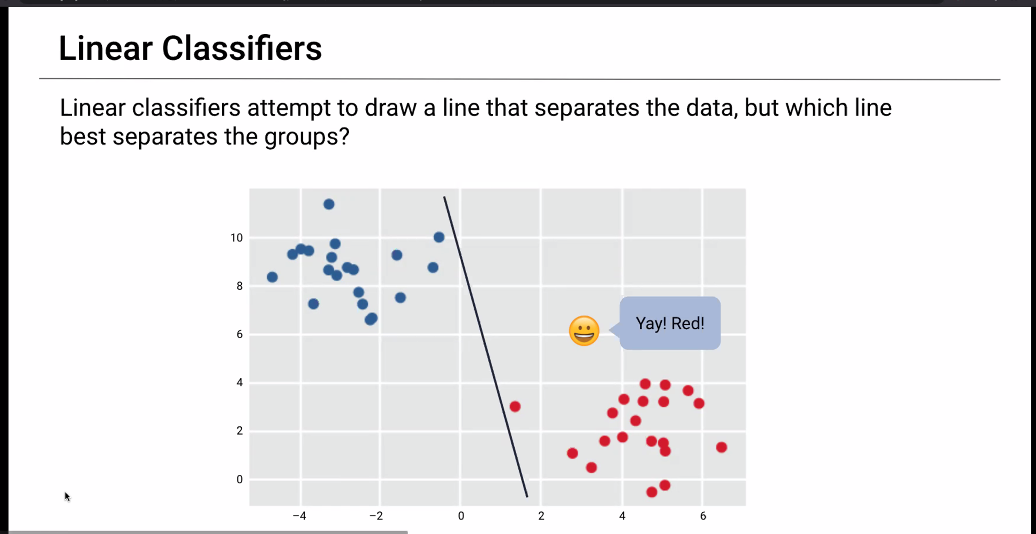 Linear Classifiers
Linear classifiers attempt to draw a line that separates the data, but which line
best separates the groups?
10
8
6
Yay! Red!
4
2
0
−4 −2 0 2 4 6